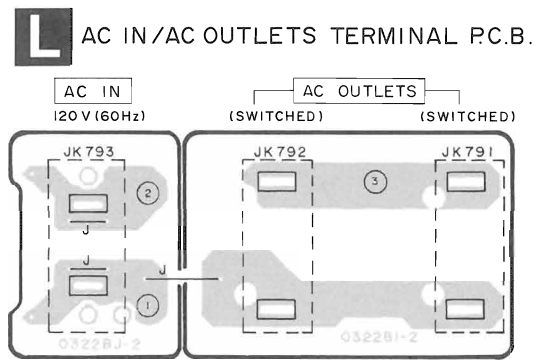 L AC IN/AC OUTLETS TERMINAL P.C.B.
AC IN
AC OUTLETS
120V(60Hz)
(SWITCHED)
(SWITCHED)
JK793
JK792
JK791
2
3
J
J
J
1
0322BJ-2
0322BI-2